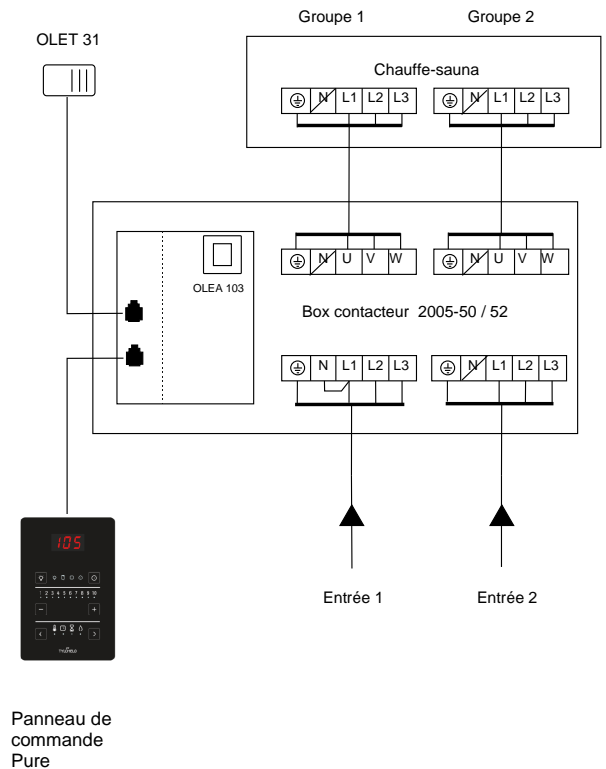 Groupe 1
Groupe 2
OLET 31
Chauffe-sauna
N L1 L2 L3
N L1 L2 L3
N U V W
N U V W
OLEA 103
Box contacteur 2005-50 / 52
N L1 L2 L3
N L1 L2 L3
105
1 2 3 4 5 6 7 8 9 10
- +
< >
TYLÖHELO
Entrée 1
Entrée 2
Panneau de
commande
Pure